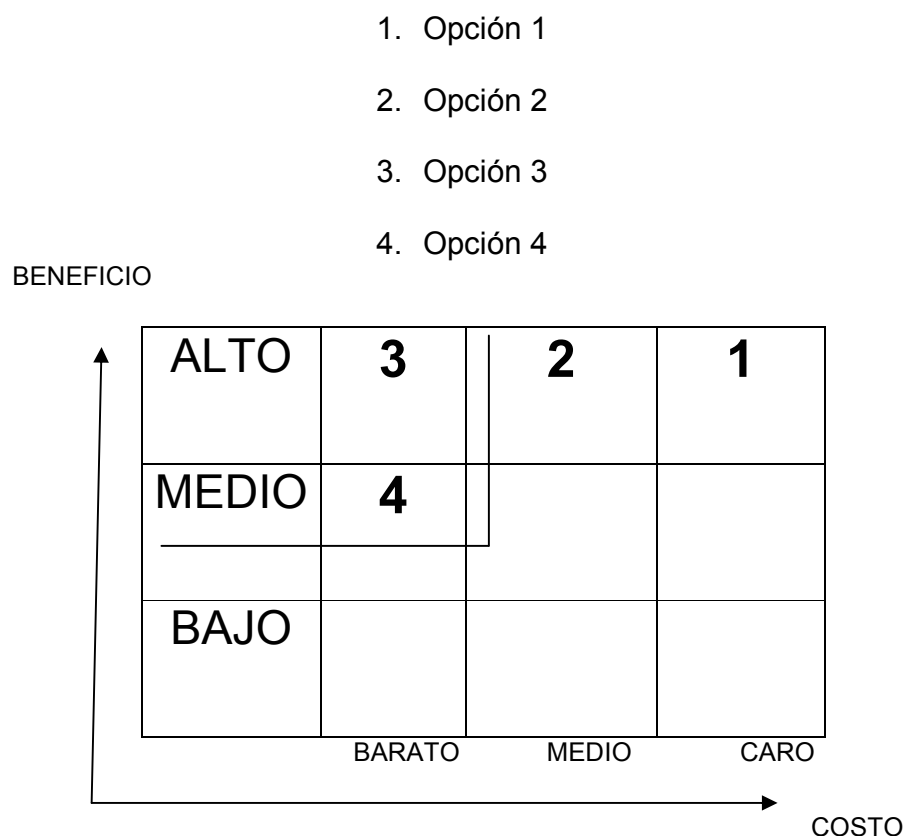 1. Opción 1
2. Opción 2
3. Opción 3
4. Opción 4
BENEFICIO
ALTO 3 2 1
MEDIO 4
BAJO
BARATO MEDIO CARO
COSTO